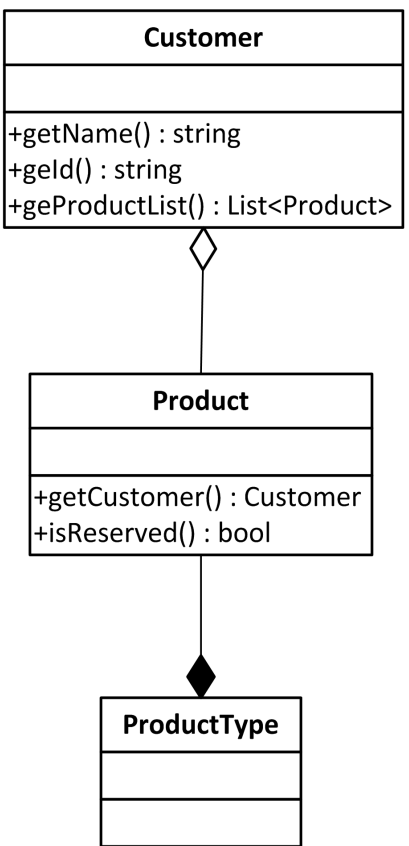 Customer
+getName() : string
+geId() : string
+geProductList() : List<Product>
Product
+getCustomer() : Customer
+isReserved() : bool
ProductType